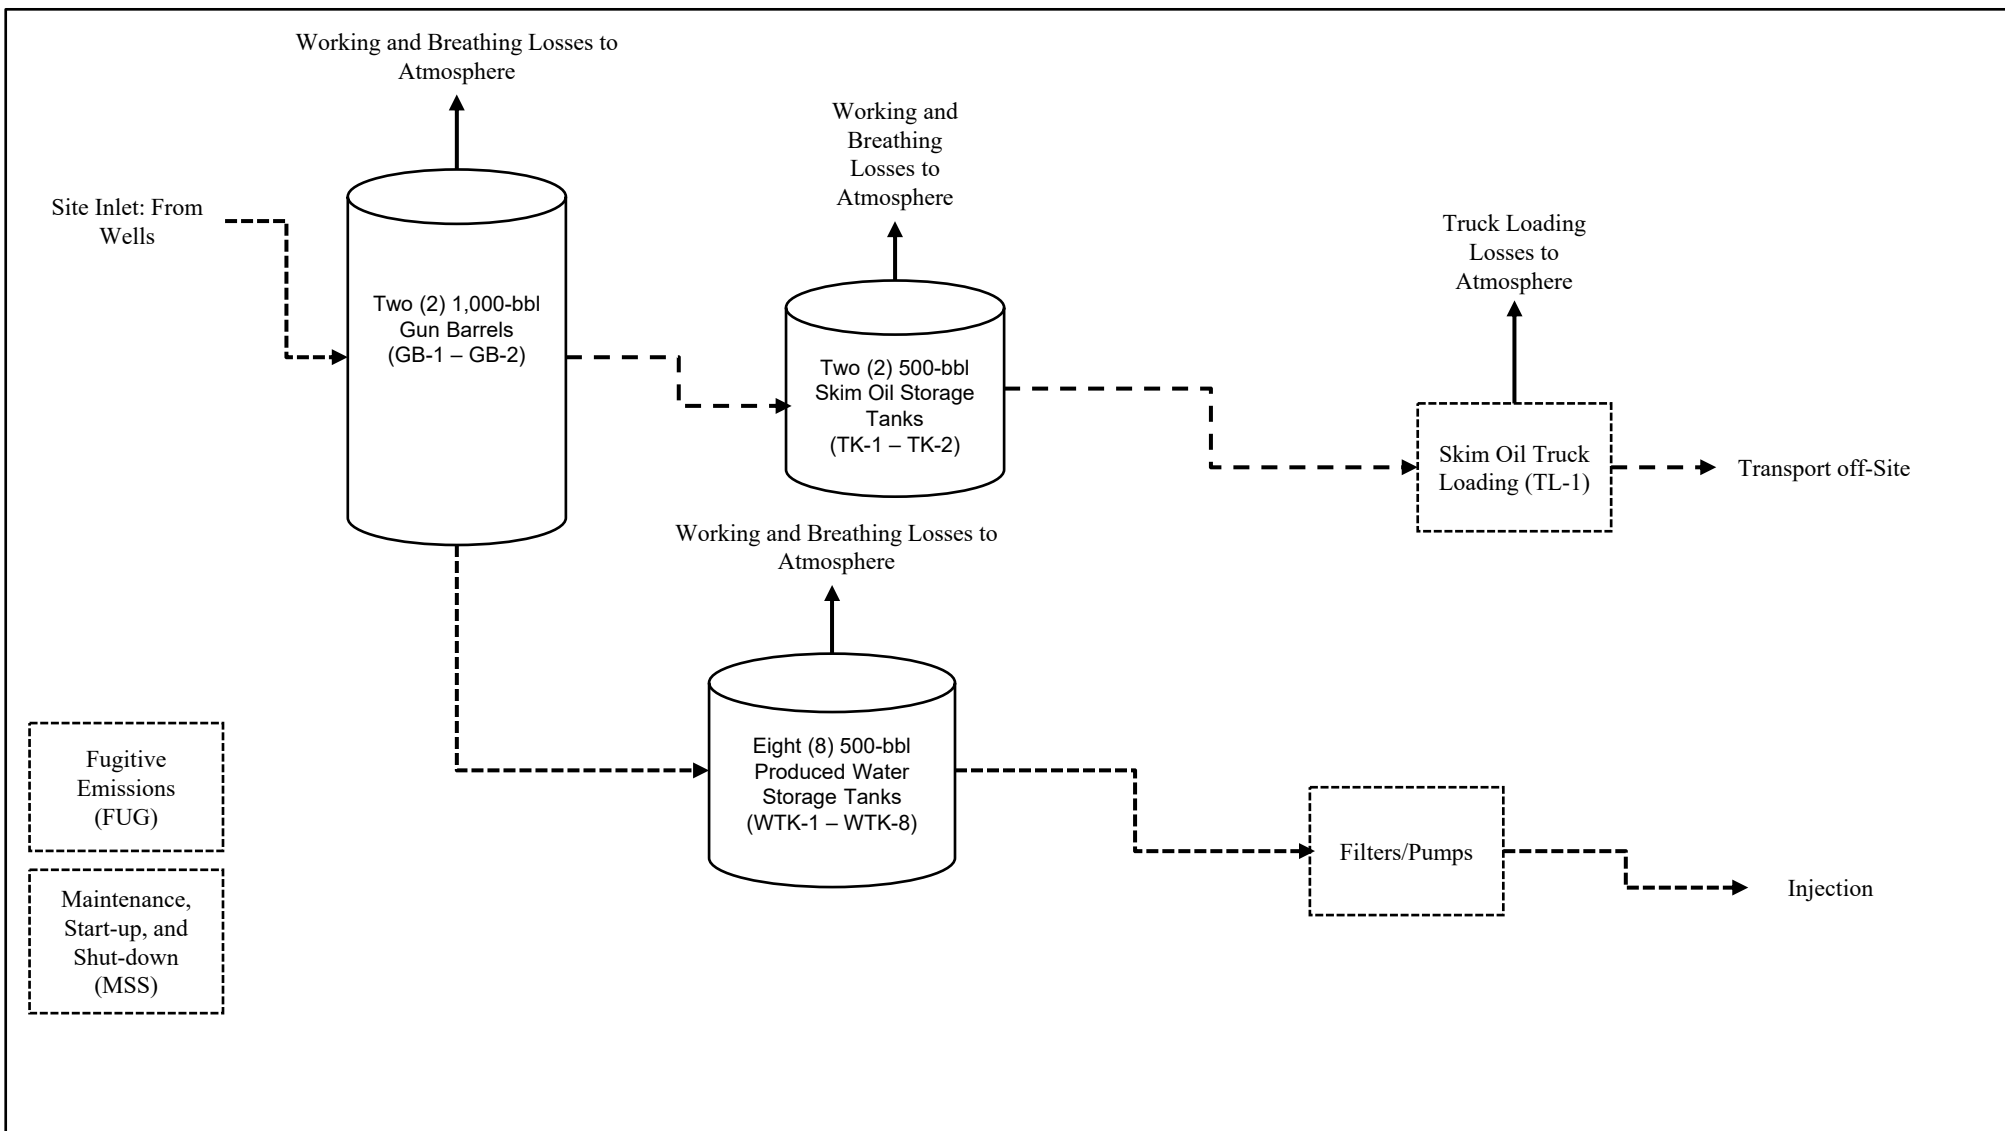 Working and Breathing Losses to
Atmosphere
Working and
Breathing
Losses to
Atmosphere
Site Inlet: From
Wells
Truck Loading
Losses to
Atmosphere
Two (2) 1,000-bbl
Gun Barrels
(GB-1 – GB-2)
Two (2) 500-bbl
Skim Oil Storage
Tanks
(TK-1 – TK-2)
Skim Oil Truck
Loading (TL-1)
Transport off-Site
Working and Breathing Losses to
Atmosphere
Eight (8) 500-bbl
Produced Water
Storage Tanks
(WTK-1 – WTK-8)
Filters/Pumps
Injection
Fugitive
Emissions
(FUG)
Maintenance,
Start-up, and
Shut-down
(MSS)